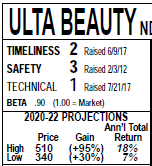 ULTA BEAUTY
TIMELINESS 2 Raised 6/9/17
SAFETY 3 Raised 2/3/12
TECHNICAL 1 Raised 7/21/17
BETA .90 (1.00 = Market)
2020-22 PROJECTIONS
Ann'l Total
Price Gain Return
High 510 (+95%) 18%
Low 340 (+30%) 7%